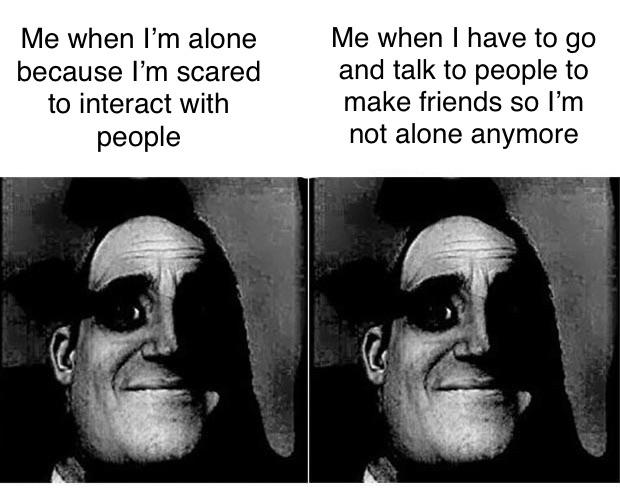 Me when I’m alone
because I’m scared
to interact with
people
Me when I have to go
and talk to people to
make friends so I’m
not alone anymore